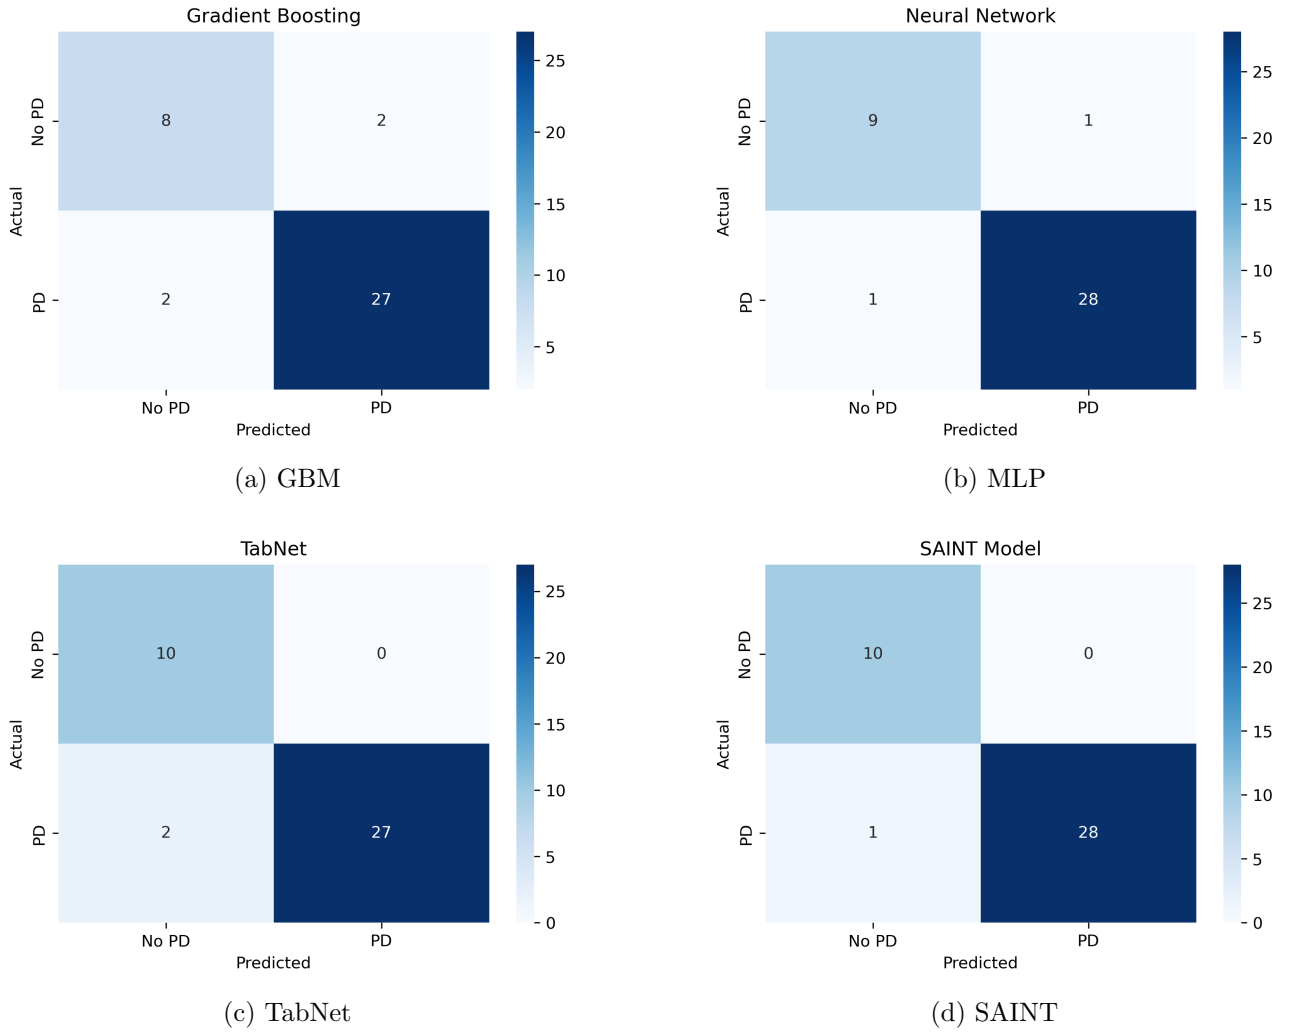 Gradient Boosting
No PD
PD
Actual
8
2
2
27
No PD
PD
Predicted
25
20
15
10
5
(a) GBM
Neural Network
No PD
PD
Actual
9
1
1
28
No PD
PD
Predicted
25
20
15
10
5
(b) MLP
TabNet
No PD
PD
Actual
10
0
2
27
No PD
PD
Predicted
25
20
15
10
5
0
(c) TabNet
SAINT Model
No PD
PD
Actual
10
0
1
28
No PD
PD
Predicted
25
20
15
10
5
0
(d) SAINT